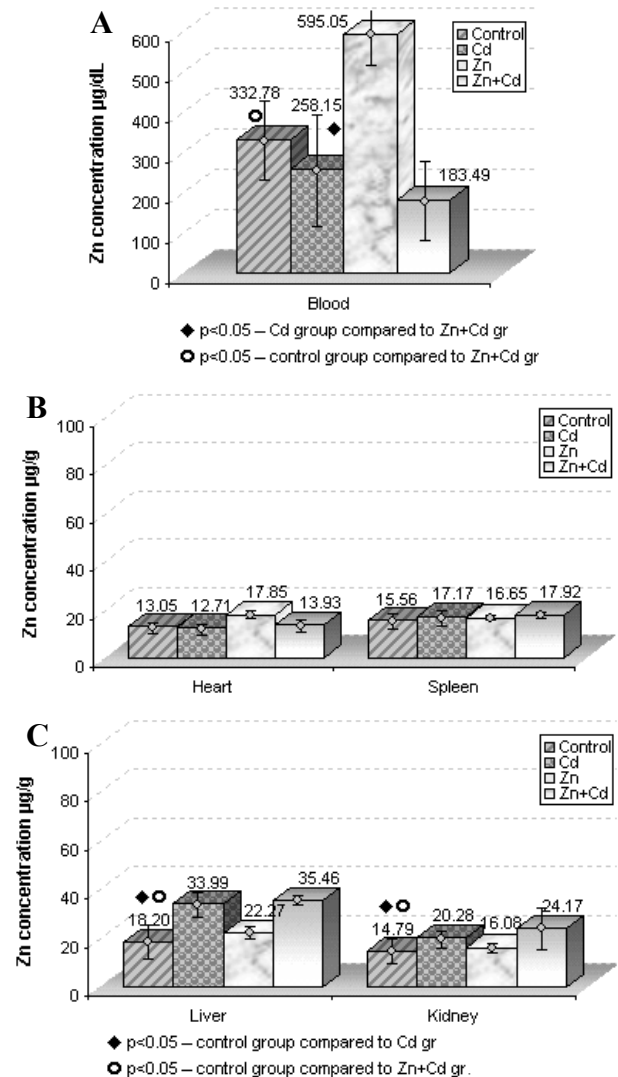 A
595.05
600
500
400
300
200
100
0
Zn concentration µg/dL
332.78
258.15
183.49
Control
Cd
Zn
Zn+Cd
Blood
◆ p<0.05 – Cd group compared to Zn+Cd gr
O p<0.05 – control group compared to Zn+Cd gr
B
100
80
60
40
20
0
Zn concentration µg/g
Control
Cd
Zn
Zn+Cd
13.05 12.71 17.85 13.93 15.56 17.17 16.65 17.92
Heart Spleen
C
100
80
60
40
20
0
Zn concentration µg/g
Control
Cd
Zn
Zn+Cd
18.20 33.99 22.27 35.46 14.79 20.28 16.08 24.17
Liver Kidney
◆ p<0.05 – control group compared to Cd gr
O p<0.05 – control group compared to Zn+Cd gr.